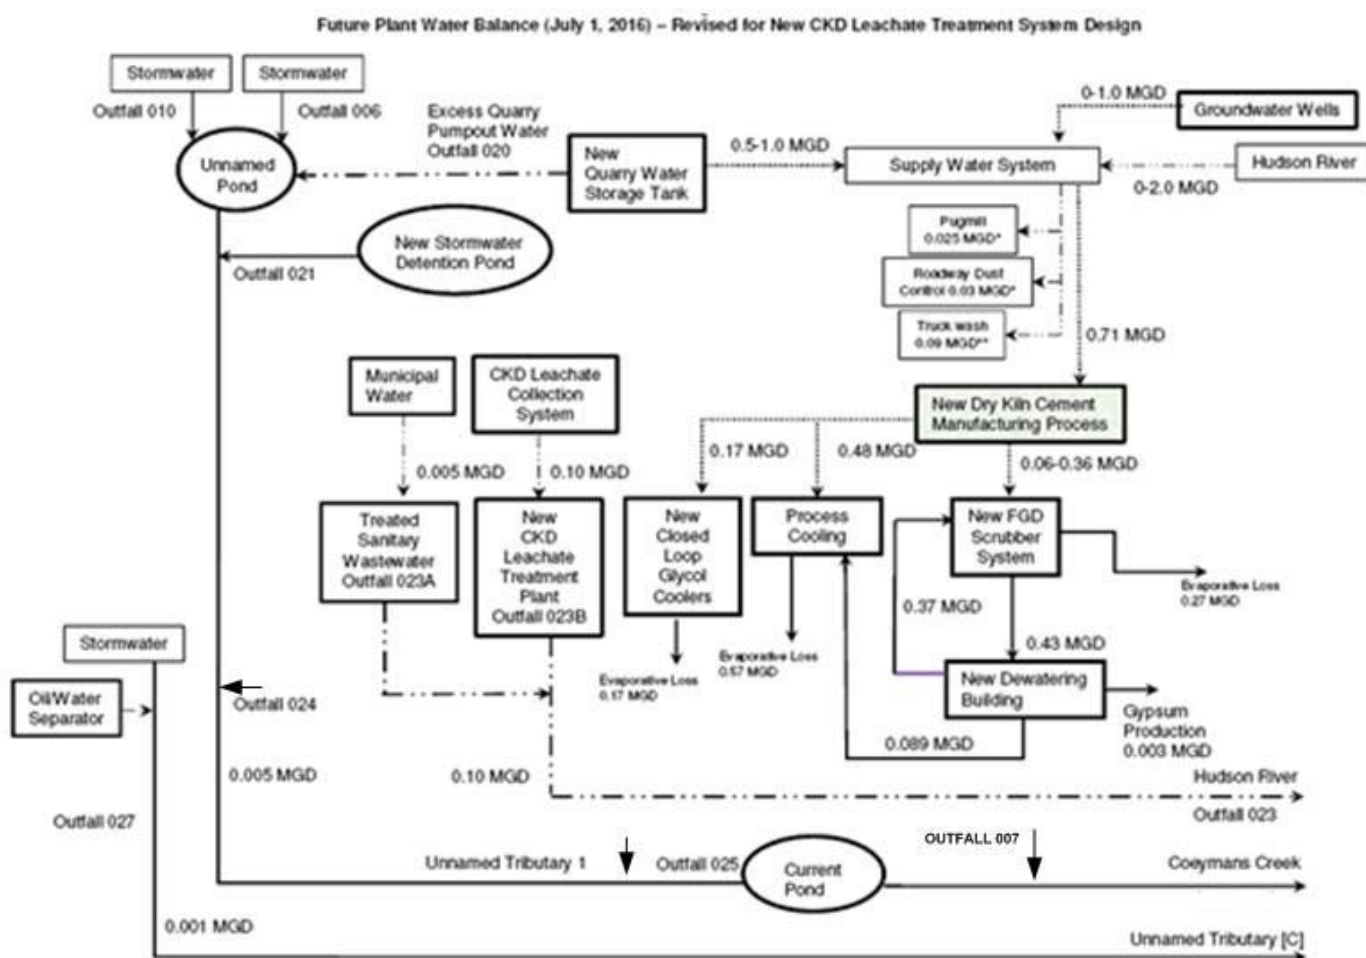 Future Plant Water Balance (July 1, 2016) – Revised for New CKD Leachate Treatment System Design
Stormwater
Stormwater
Outfall 010
Outfall 006
Unnamed
Pond
Excess Quarry
Pumpout Water
Outfall 020
New
Quarry Water
Storage Tank
0.5-1.0 MGD
Supply Water System
0-1.0 MGD
Groundwater Wells
Hudson River
0-2.0 MGD
New Stormwater
Detention Pond
Outfall 021
Pugmill
0.025 MGD*
Roadway Dust
Control 0.03 MGD*
Truck wash
0.09 MGD**
0.71 MGD
Municipal
Water
CKD Leachate
Collection
System
New Dry Kiln Cement
Manufacturing Process
0.005 MGD
0.10 MGD
0.17 MGD
0.48 MGD
0.06-0.36 MGD
Treated
Sanitary
Wastewater
Outfall 023A
New
CKD
Leachate
Treatment
Plant
Outfall 023B
New
Closed
Loop
Glycol
Coolers
Process
Cooling
New FGD
Scrubber
System
Evaporative Loss
0.27 MGD
0.37 MGD
0.43 MGD
Evaporative Loss
0.17 MGD
Evaporative Loss
0.57 MGD
New Dewatering
Building
Gypsum
Production
0.003 MGD
0.089 MGD
Stormwater
Oil/Water
Separator
Outfall 024
0.005 MGD
0.10 MGD
Hudson River
Outfall 023
Outfall 027
Unnamed Tributary 1
Outfall 025
Current
Pond
OUTFALL 007
Coeymans Creek
0.001 MGD
Unnamed Tributary [C]